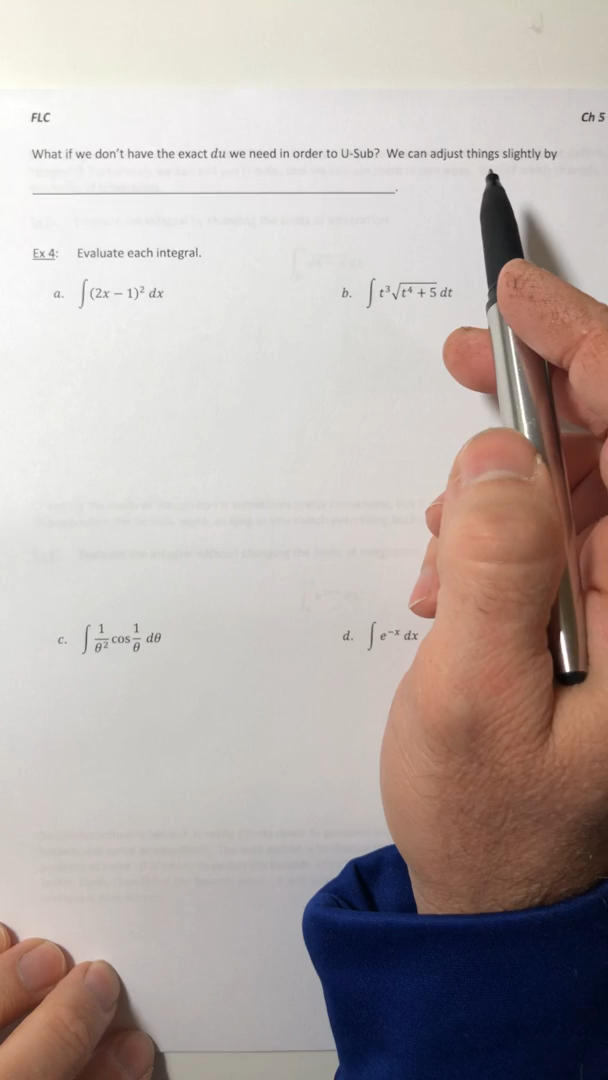 FLC Ch 5
What if we don't have the exact du we need in order to U-Sub? We can adjust things slightly by
________________________.
Ex 4: Evaluate each integral.
a. ∫(2x − 1)² dx b. ∫t³√(t⁴ + 5) dt
c. ∫ 1/θ² cos 1/θ dθ d. ∫e⁻ˣ dx